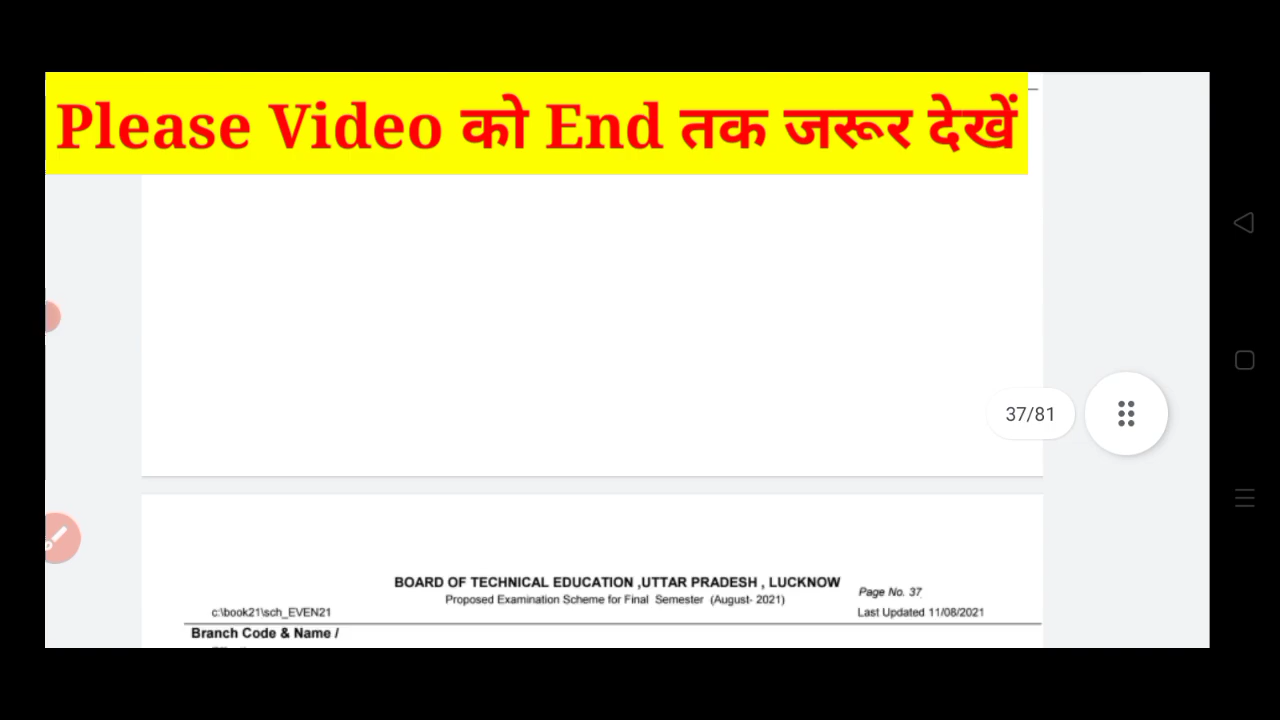 Please Video को End तक जरूर देखें
37/81
BOARD OF TECHNICAL EDUCATION ,UTTAR PRADESH , LUCKNOW
Page No. 37
Proposed Examination Scheme for Final Semester (August- 2021)
c:\book21\sch_EVEN21
Last Updated 11/08/2021
Branch Code & Name /